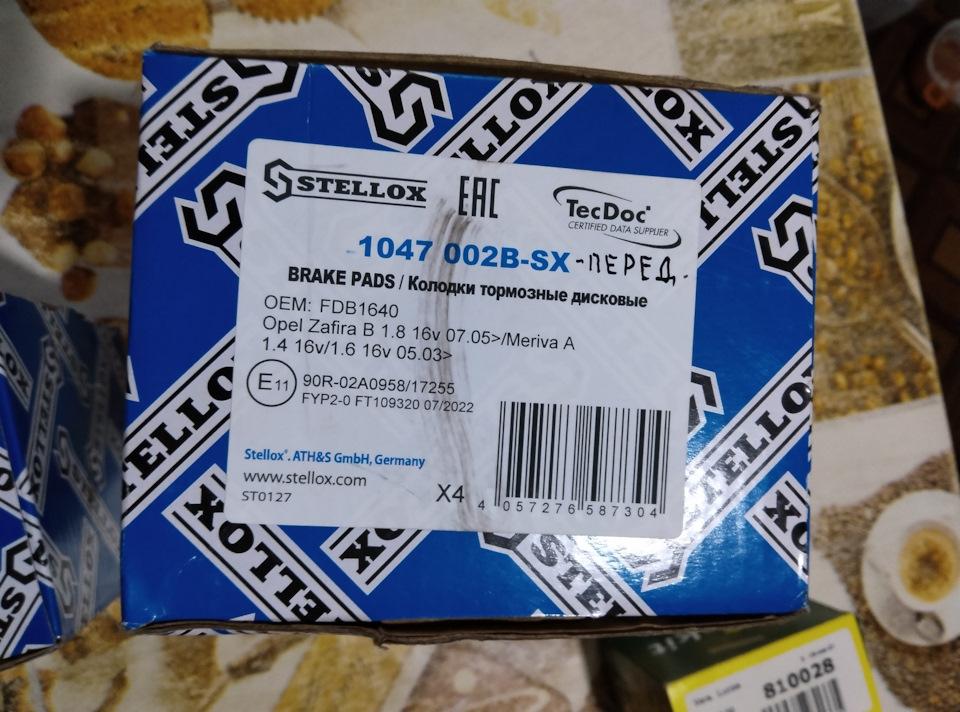 STELLOX
EAC
TecDoc
CERTIFIED DATA SUPPLIER
1047 002B-SX -ПЕРЕД.
BRAKE PADS / Колодки тормозные дисковые
OEM: FDB1640
Opel Zafira B 1.8 16v 07.05>/Meriva A
1.4 16v/1.6 16v 05.03>
E11
90R-02A0958/17255
FYP2-0 FT109320 07/2022
Stellox®. ATH&S GmbH, Germany
www.stellox.com
ST0127
X4
4 057276 587304
810028